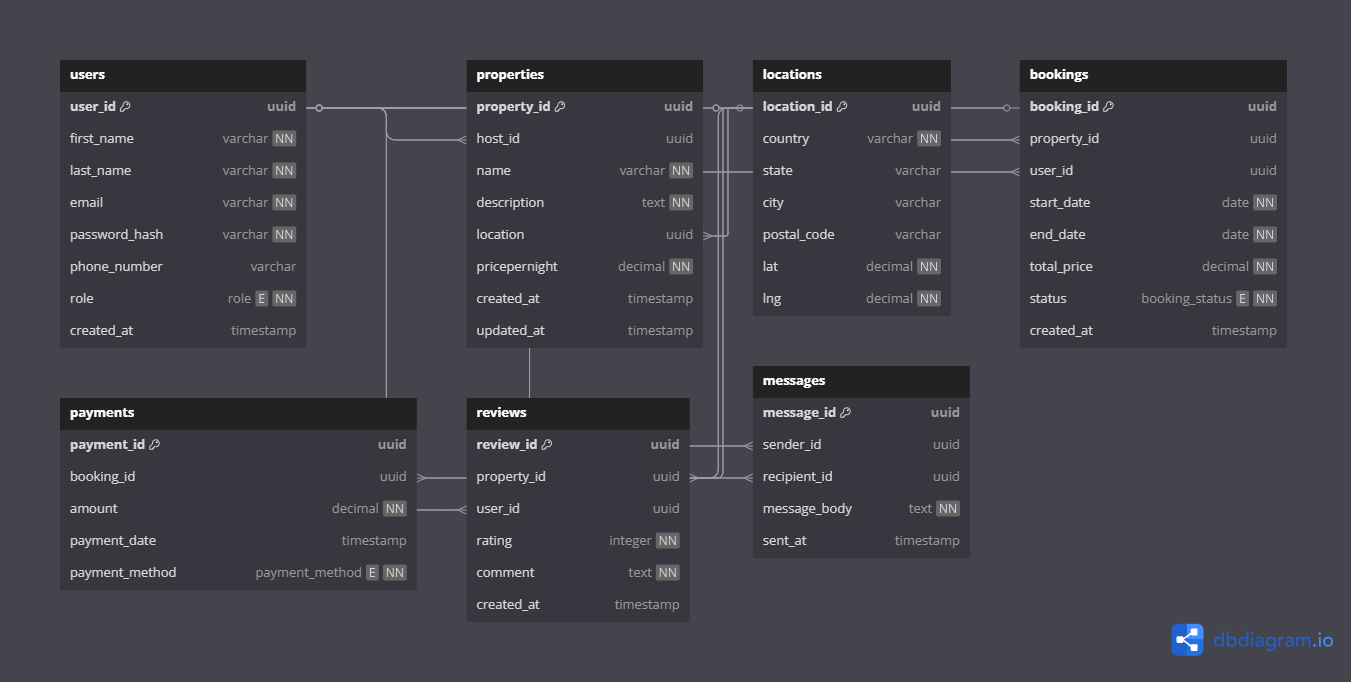 users
user_id uuid
first_name varchar NN
last_name varchar NN
email varchar NN
password_hash varchar NN
phone_number varchar
role role E NN
created_at timestamp
properties
property_id uuid
host_id uuid
name varchar NN
description text NN
location uuid
pricepernight decimal NN
created_at timestamp
updated_at timestamp
locations
location_id uuid
country varchar NN
state varchar
city varchar
postal_code varchar
lat decimal NN
lng decimal NN
bookings
booking_id uuid
property_id uuid
user_id uuid
start_date date NN
end_date date NN
total_price decimal NN
status booking_status E NN
created_at timestamp
payments
payment_id uuid
booking_id uuid
amount decimal NN
payment_date timestamp
payment_method payment_method E NN
reviews
review_id uuid
property_id uuid
user_id uuid
rating integer NN
comment text NN
created_at timestamp
messages
message_id uuid
sender_id uuid
recipient_id uuid
message_body text NN
sent_at timestamp
dbdiagram.io